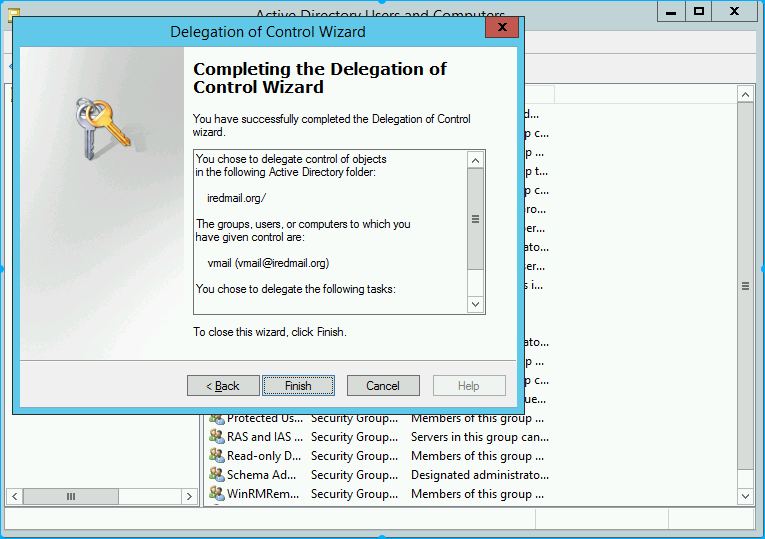 Active Directory Users and Computers
Delegation of Control Wizard
Completing the Delegation of
Control Wizard
You have successfully completed the Delegation of Control
wizard.
You chose to delegate control of objects
in the following Active Directory folder:
iredmail.org/
The groups, users, or computers to which you
have given control are:
vmail (vmail@iredmail.org)
You chose to delegate the following tasks:
To close this wizard, click Finish.
< Back Finish Cancel Help
d...
p c...
p ...
p t...
p c...
ro...
er...
ato...
ser...
s i...
ato...
p ...
p c...
ue...
Protected Us... Security Group... Members of this group ...
RAS and IAS ... Security Group... Servers in this group can...
Read-only D... Security Group... Members of this group ...
Schema Ad... Security Group... Designated administrato...
WinRMRem... Security Group... Members of this group ...